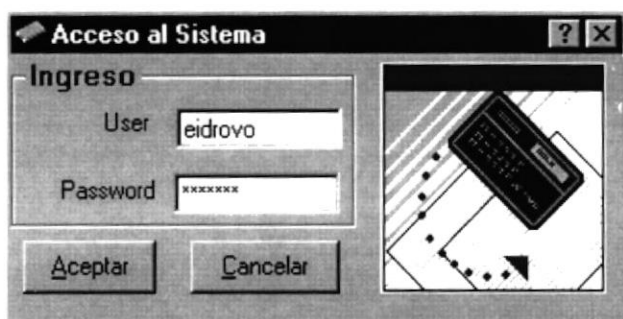 Acceso al Sistema
Ingreso
User eidrovo
Password ×××××××
Aceptar Cancelar